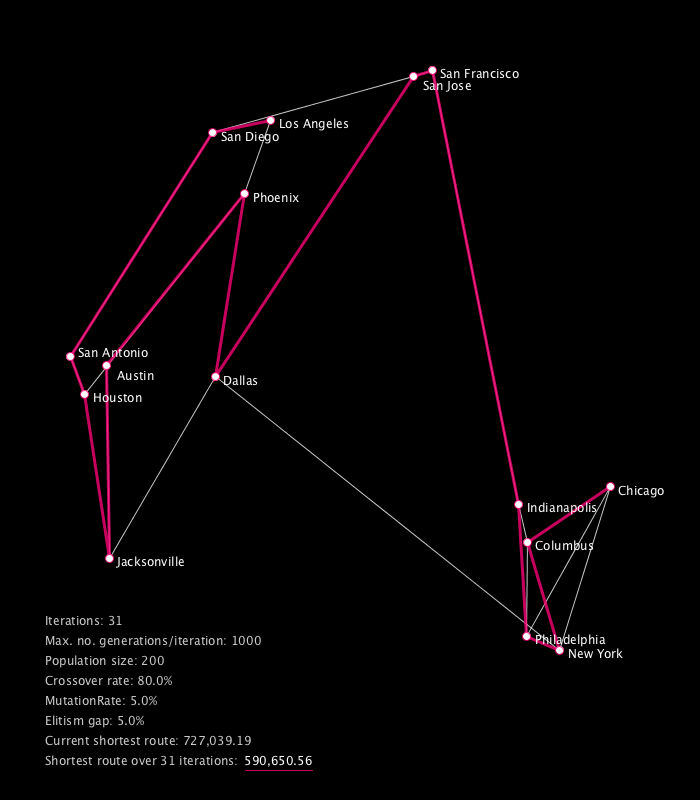 San Francisco
San Jose
Los Angeles
San Diego
Phoenix
San Antonio
Austin
Dallas
Houston
Chicago
Indianapolis
Columbus
Jacksonville
Philadelphia
New York
Iterations: 31
Max. no. generations/iteration: 1000
Population size: 200
Crossover rate: 80.0%
MutationRate: 5.0%
Elitism gap: 5.0%
Current shortest route: 727,039.19
Shortest route over 31 iterations: 590,650.56